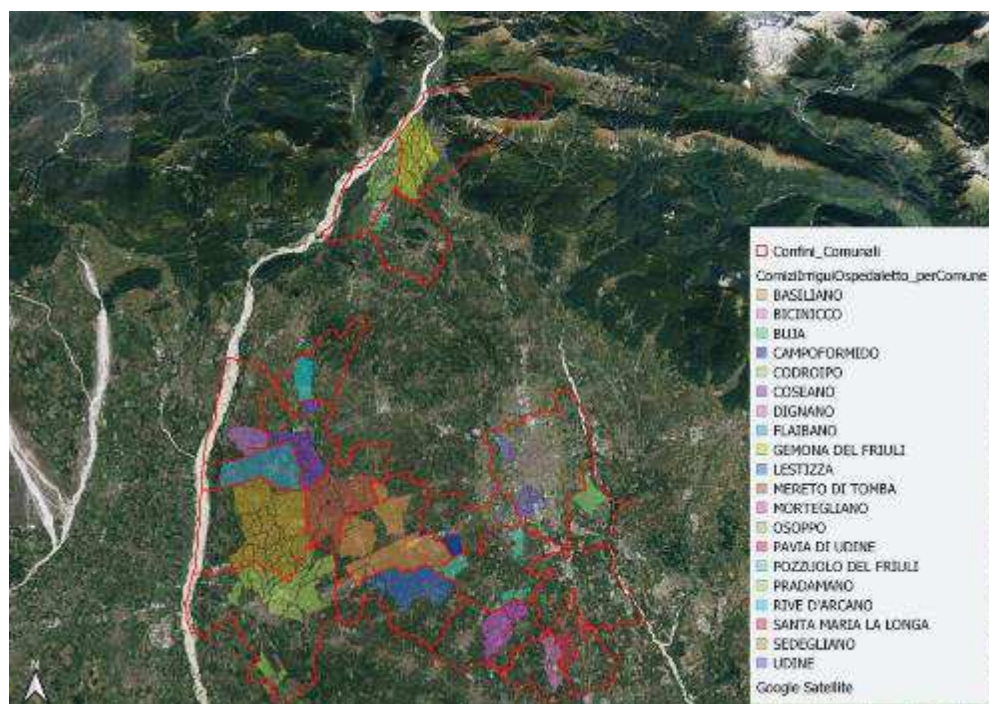 Confini_Comunali
ComiziIrriguiOspedaletto_perComune
BASILIANO
BICINICCO
BUJA
CAMPOFORMIDO
CODROIPO
COSEANO
DIGNANO
FLAIBANO
GEMONA DEL FRIULI
LESTIZZA
MERETO DI TOMBA
MORTEGLIANO
OSOPPO
PAVIA DI UDINE
POZZUOLO DEL FRIULI
PRADAMANO
RIVE D'ARCANO
SANTA MARIA LA LONGA
SEDEGLIANO
UDINE
Google Satellite
N